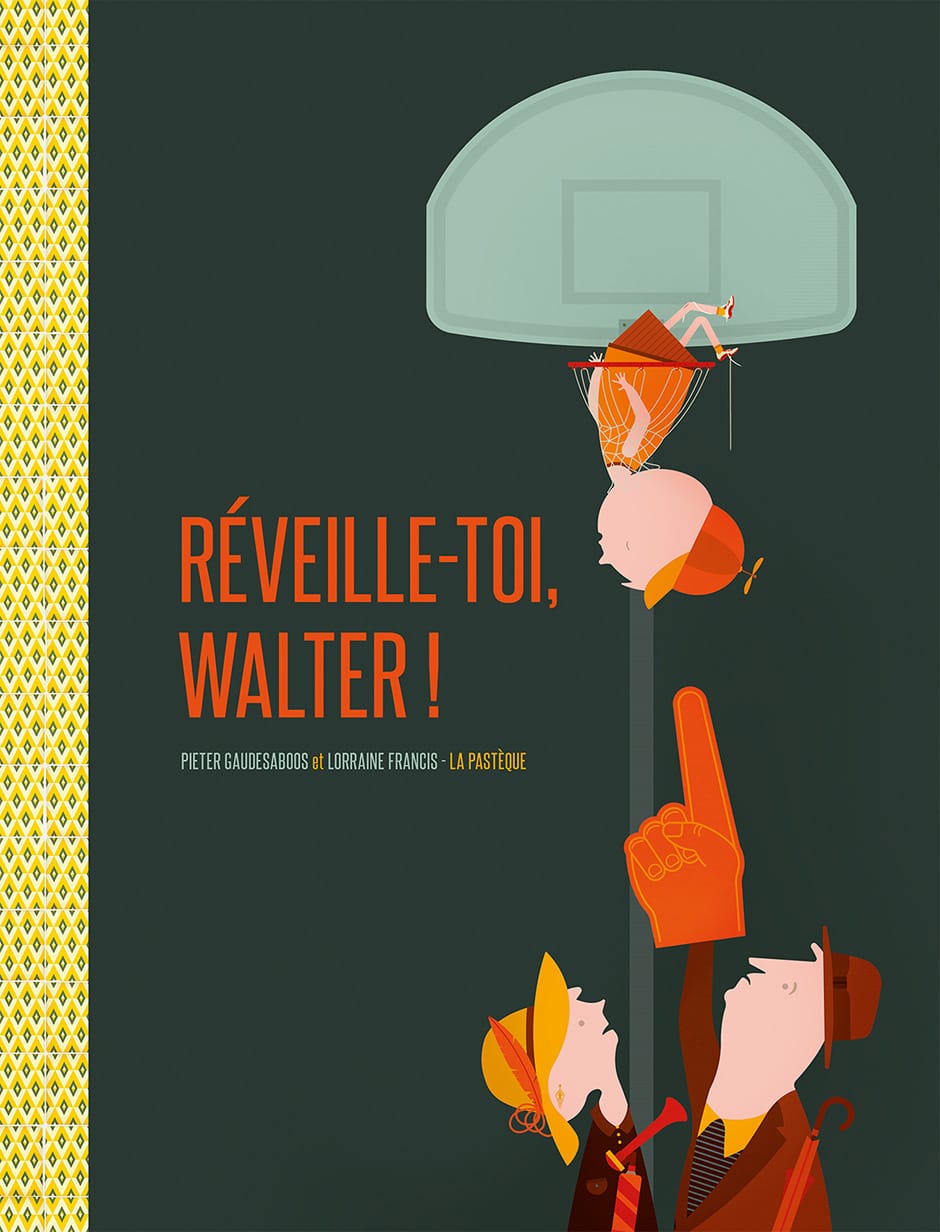 RÉVEILLE-TOI,
WALTER !
PIETER GAUDESABOOS et LORRAINE FRANCIS - LA PASTÈQUE